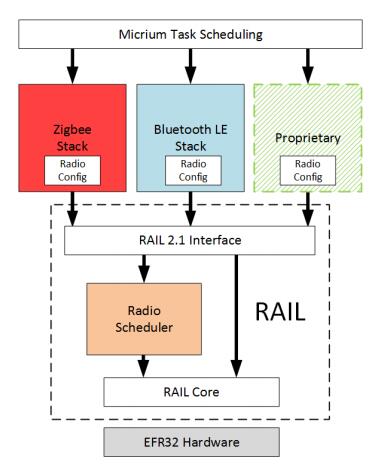 Micrium Task Scheduling
Zigbee
Stack
Radio
Config
Bluetooth LE
Stack
Radio
Config
Proprietary
Radio
Config
RAIL 2.1 Interface
Radio
Scheduler
RAIL
RAIL Core
EFR32 Hardware